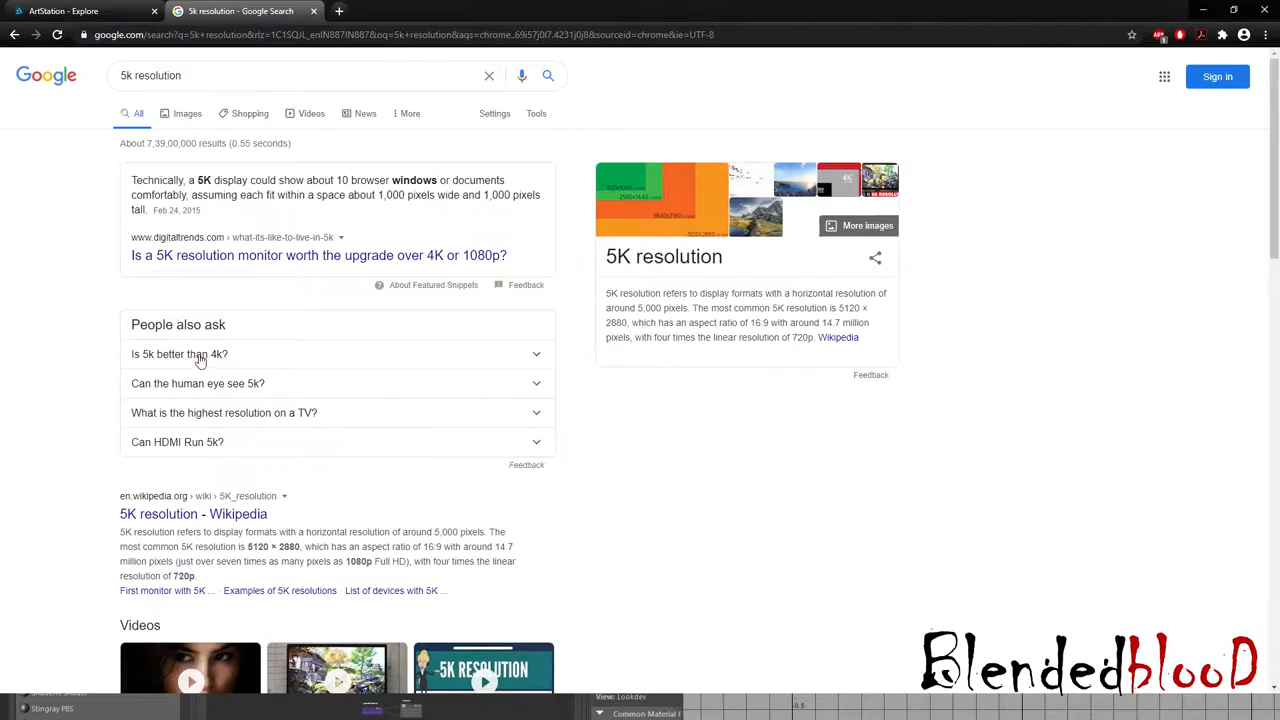 ArtStation - Explore
5k resolution - Google Search
google.com/search?q=5k+resolution&rlz=1C1SQJL_enIN887IN887&oq=5k+resolution&aqs=chrome..69i57j0l7.4231j0j8&sourceid=chrome&ie=UTF-8
Google
5k resolution
Sign in
All
Images
Shopping
Videos
News
More
Settings
Tools
About 7,39,00,000 results (0.55 seconds)
Technically, a 5K display could show about 10 browser windows or documents
comfortably, assuming each fit within a space about 1,000 pixels wide and 1,000 pixels
tall. Feb 24, 2015
www.digitaltrends.com › what-its-like-to-live-in-5k
Is a 5K resolution monitor worth the upgrade over 4K or 1080p?
About Featured Snippets
Feedback
People also ask
Is 5k better than 4k?
Can the human eye see 5k?
What is the highest resolution on a TV?
Can HDMI Run 5k?
Feedback
en.wikipedia.org › wiki › 5K_resolution
5K resolution - Wikipedia
5K resolution refers to display formats with a horizontal resolution of around 5,000 pixels. The
most common 5K resolution is 5120 × 2880, which has an aspect ratio of 16:9 with around 14.7
million pixels (just over seven times as many pixels as 1080p Full HD), with four times the linear
resolution of 720p.
First monitor with 5K ... · Examples of 5K resolutions · List of devices with 5K ...
Videos
-5K RESOLUTION
2560x1440
3840x2160
5120x2880
4K
More images
5K resolution
5K resolution refers to display formats with a horizontal resolution of
around 5,000 pixels. The most common 5K resolution is 5120 ×
2880, which has an aspect ratio of 16:9 with around 14.7 million
pixels, with four times the linear resolution of 720p. Wikipedia
Feedback
BlendedblooD
Stingray PBS
View: Lookdev
Common Material P
-0.5